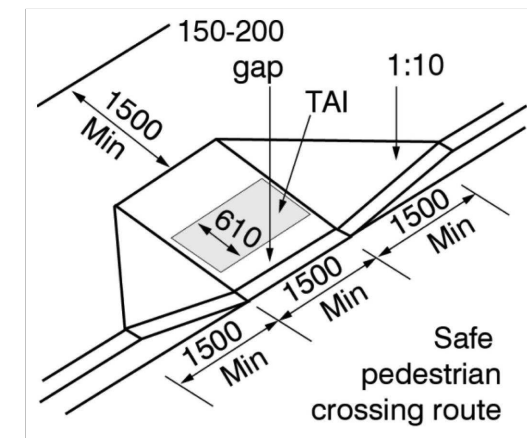 150-200
gap
1:10
TAI
1500
Min
610
1500
Min
1500
Min
1500
Min
Safe
pedestrian
crossing route